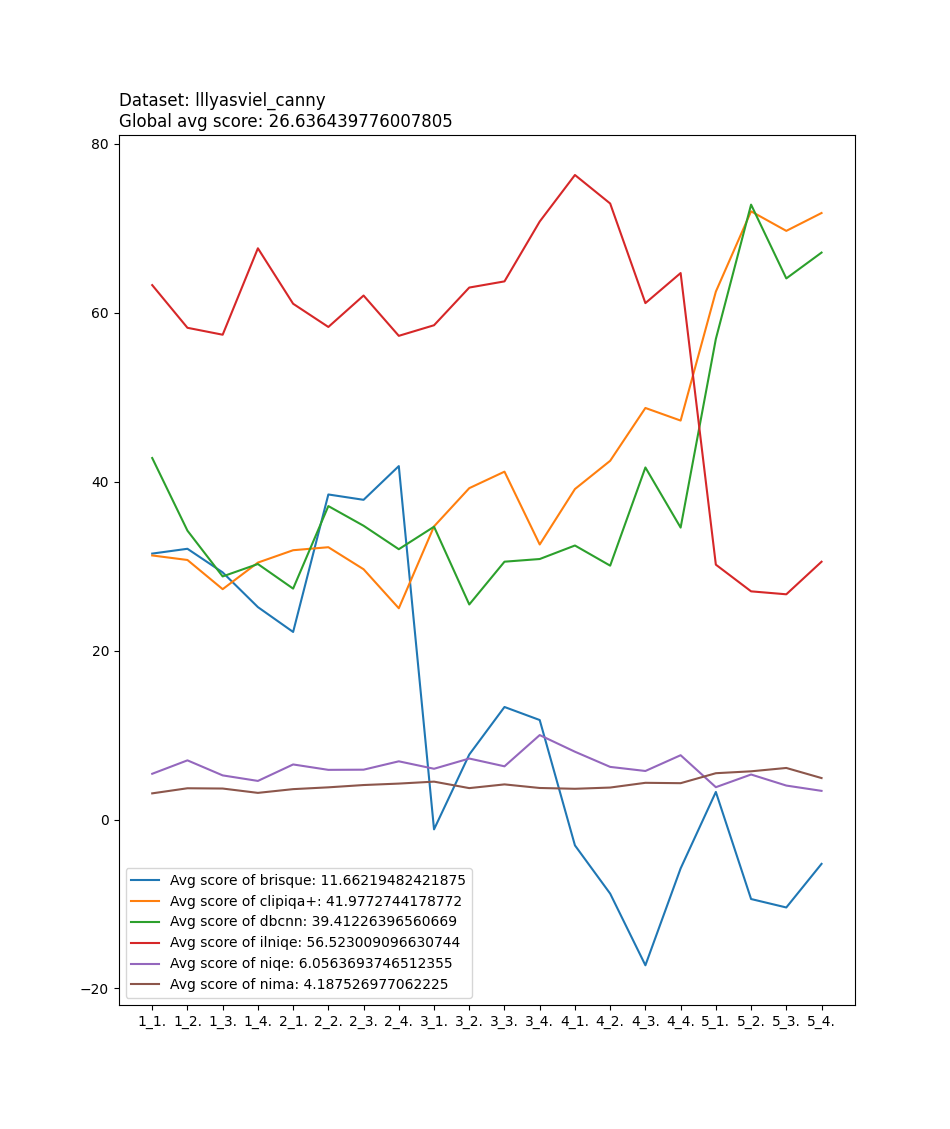 Dataset: lllyasviel_canny
Global avg score: 26.636439776007805
80
60
40
20
0
−20
Avg score of brisque: 11.66219482421875
Avg score of clipiqa+: 41.9772744178772
Avg score of dbcnn: 39.41226396560669
Avg score of ilniqe: 56.523009096630744
Avg score of niqe: 6.0563693746512355
Avg score of nima: 4.187526977062225
1_1. 1_2. 1_3. 1_4. 2_1. 2_2. 2_3. 2_4. 3_1. 3_2. 3_3. 3_4. 4_1. 4_2. 4_3. 4_4. 5_1. 5_2. 5_3. 5_4.